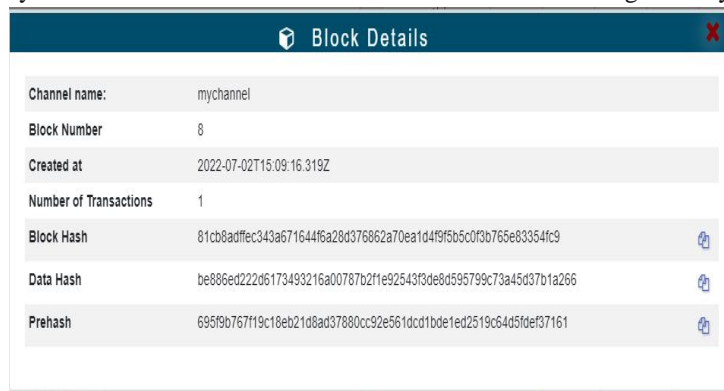 Block Details
Channel name: mychannel
Block Number 8
Created at 2022-07-02T15:09:16.319Z
Number of Transactions 1
Block Hash 81cb8adffec343a671644f6a28d376862a70ea1d4f9f5b5c0f3b765e83354fc9
Data Hash be886ed222d6173493216a00787b2f1e92543f3de8d595799c73a45d37b1a266
Prehash 695f9b767f19c18eb21d8ad37880cc92e561dcd1bde1ed2519c64d5fdef37161